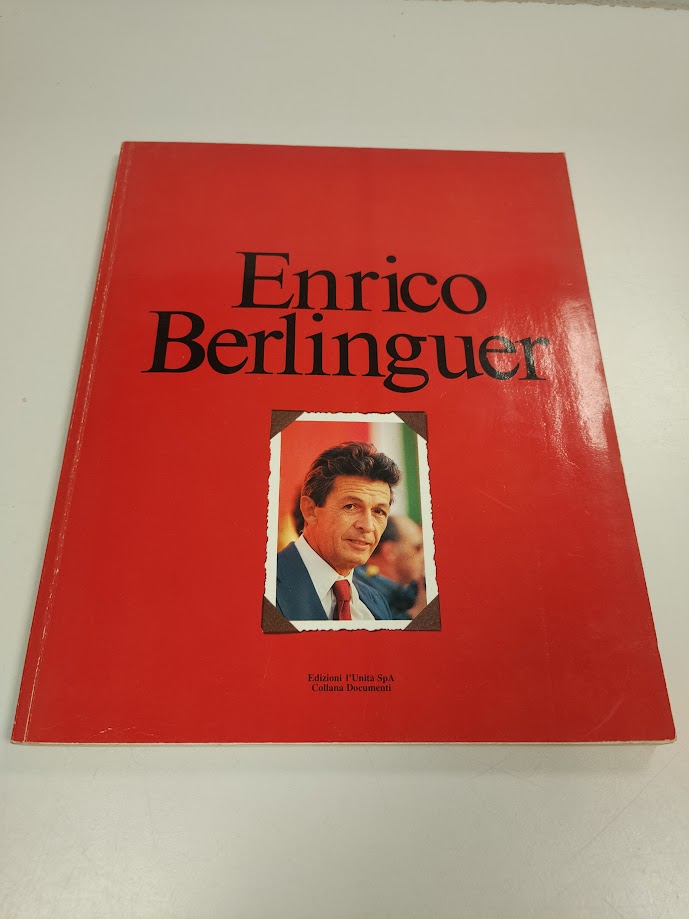 Enrico
Berlinguer
Edizioni l'Unità SpA
Collana Documenti